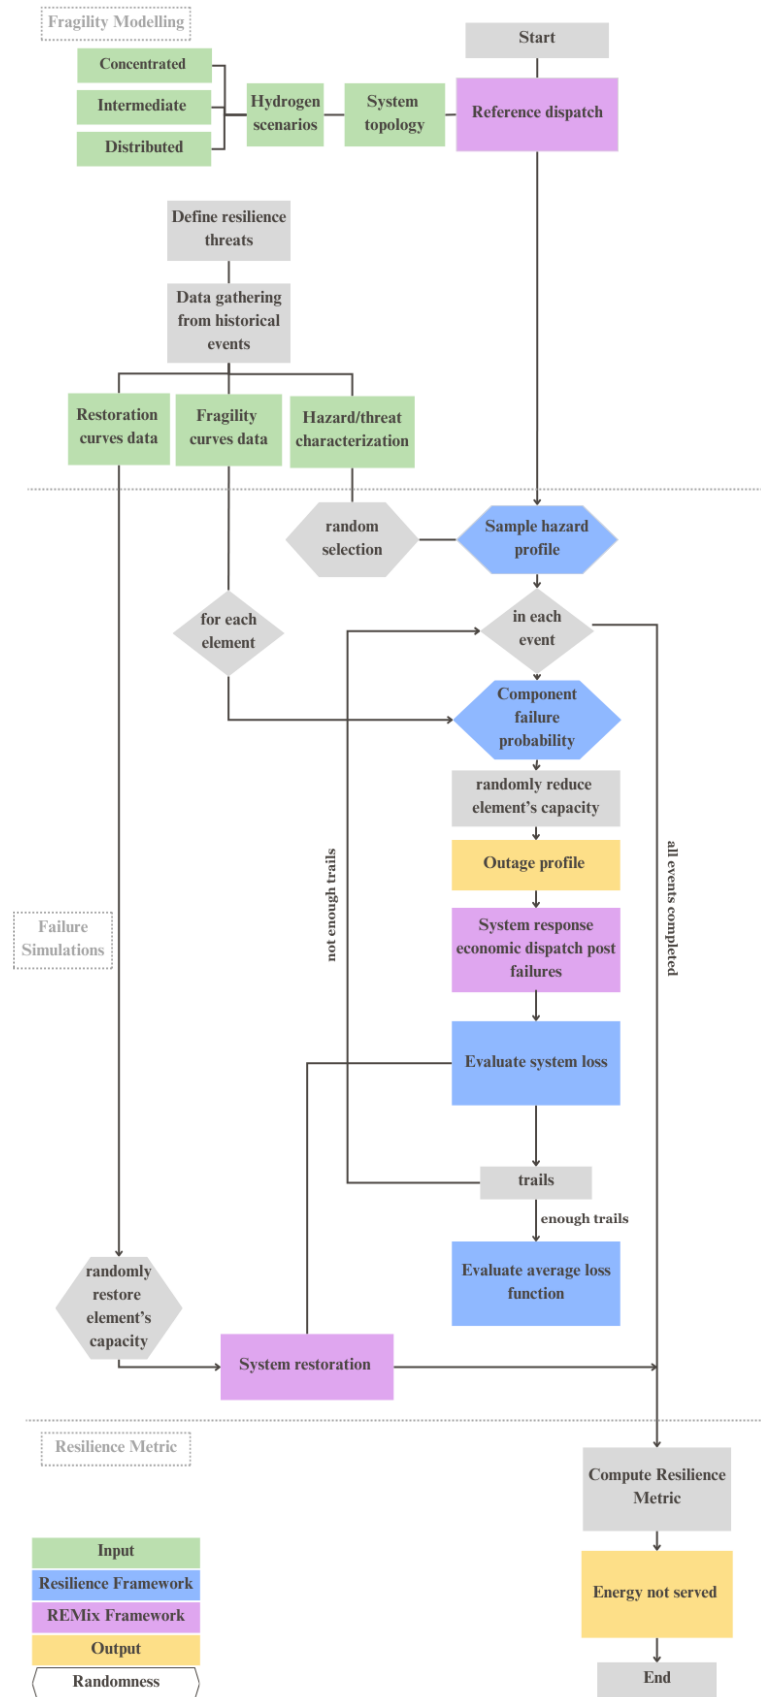 Fragility Modelling
Start
Concentrated
Intermediate
Distributed
Hydrogen
scenarios
System
topology
Reference dispatch
Define resilience
threats
Data gathering
from historical
events
Restoration
curves data
Fragility
curves data
Hazard/threat
characterization
random
selection
Sample hazard
profile
for each
element
in each
event
Component
failure
probability
randomly reduce
element's capacity
Outage profile
not enough trails
all events completed
Failure
Simulations
System response
economic dispatch post
failures
Evaluate system loss
trails
enough trails
Evaluate average loss
function
randomly
restore
element's
capacity
System restoration
Resilience Metric
Compute Resilience
Metric
Energy not served
End
Input
Resilience Framework
REMix Framework
Output
Randomness